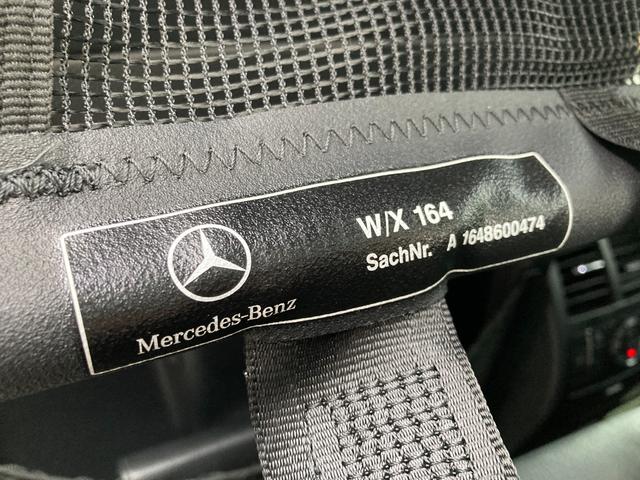 Mercedes-Benz
W/X 164
SachNr. A 1648600474